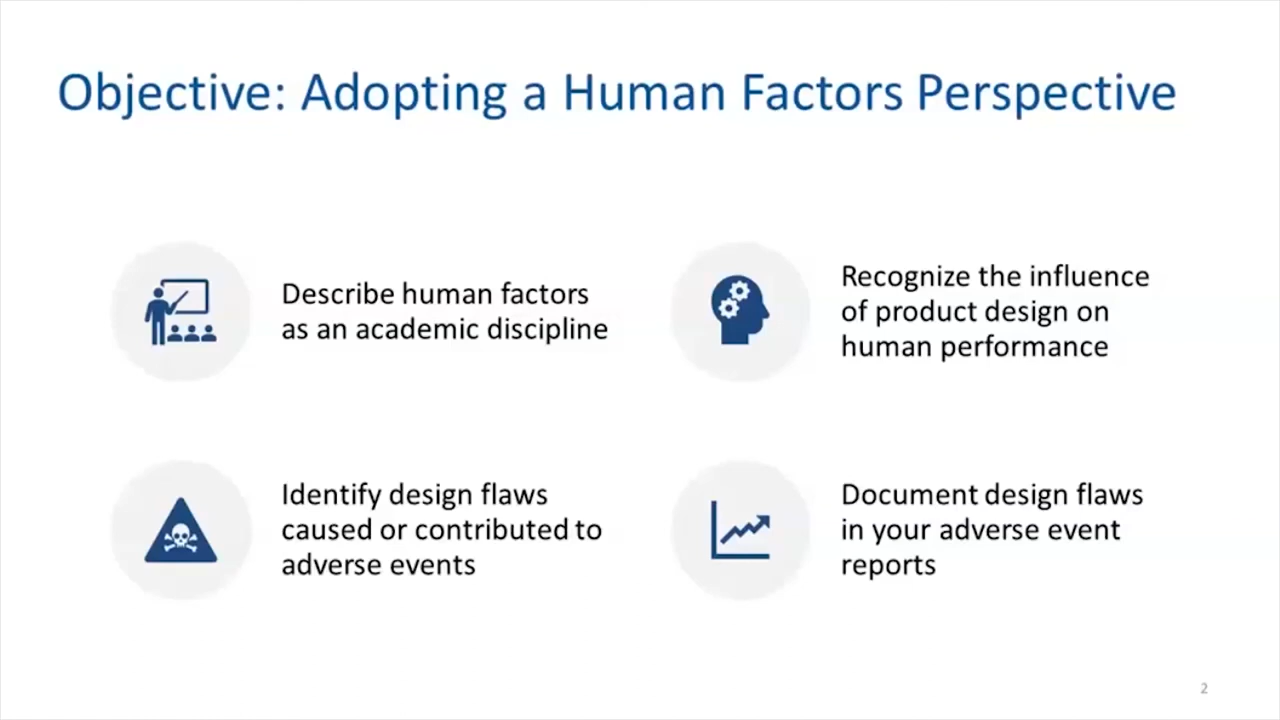 Objective: Adopting a Human Factors Perspective
Describe human factors
as an academic discipline
Recognize the influence
of product design on
human performance
Identify design flaws
caused or contributed to
adverse events
Document design flaws
in your adverse event
reports
2